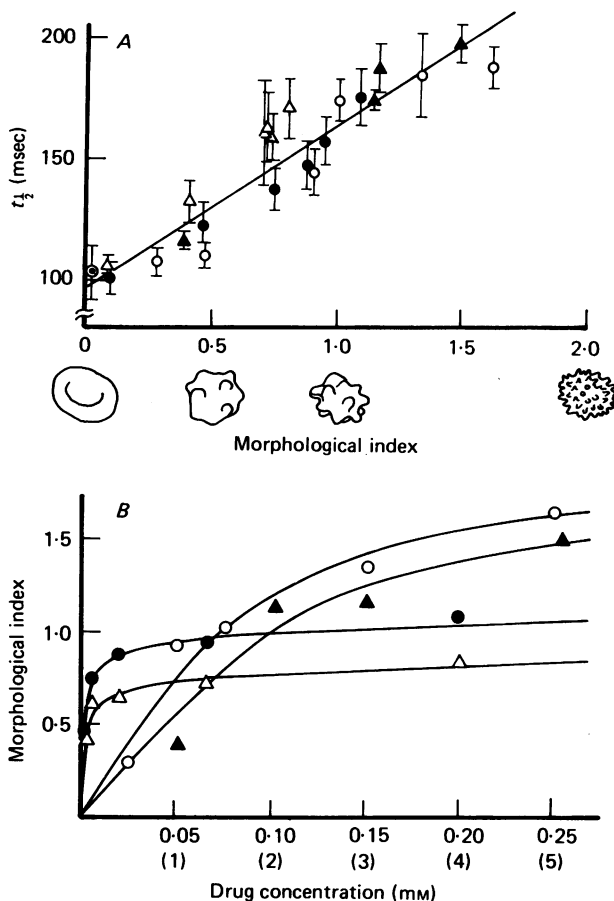 A
200
150
100
t½ (msec)
0 0·5 1·0 1·5 2·0
Morphological index
B
1·5
1·0
0·5
Morphological index
0·05 0·10 0·15 0·20 0·25
(1) (2) (3) (4) (5)
Drug concentration (mM)